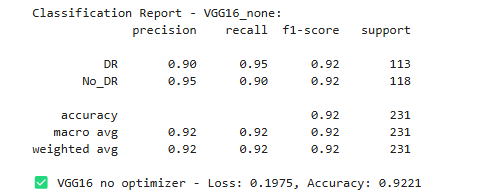 Classification Report - VGG16_none:
precision recall f1-score support
DR 0.90 0.95 0.92 113
No_DR 0.95 0.90 0.92 118
accuracy 0.92 231
macro avg 0.92 0.92 0.92 231
weighted avg 0.92 0.92 0.92 231
✅ VGG16 no optimizer - Loss: 0.1975, Accuracy: 0.9221